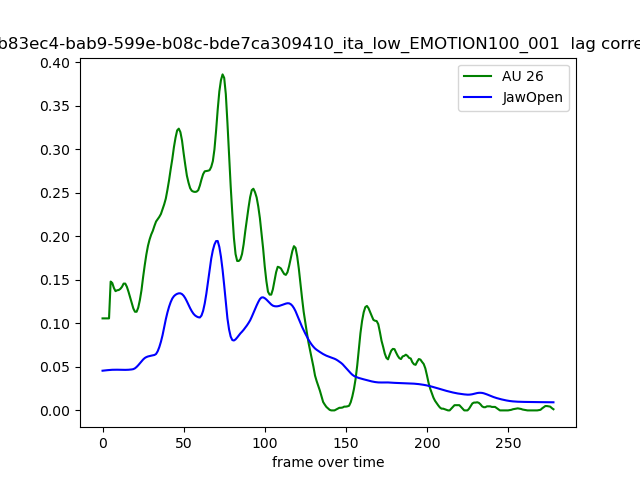 b83ec4-bab9-599e-b08c-bde7ca309410_ita_low_EMOTION100_001 lag corre
AU 26
JawOpen
0.40
0.35
0.30
0.25
0.20
0.15
0.10
0.05
0.00
0 50 100 150 200 250
frame over time